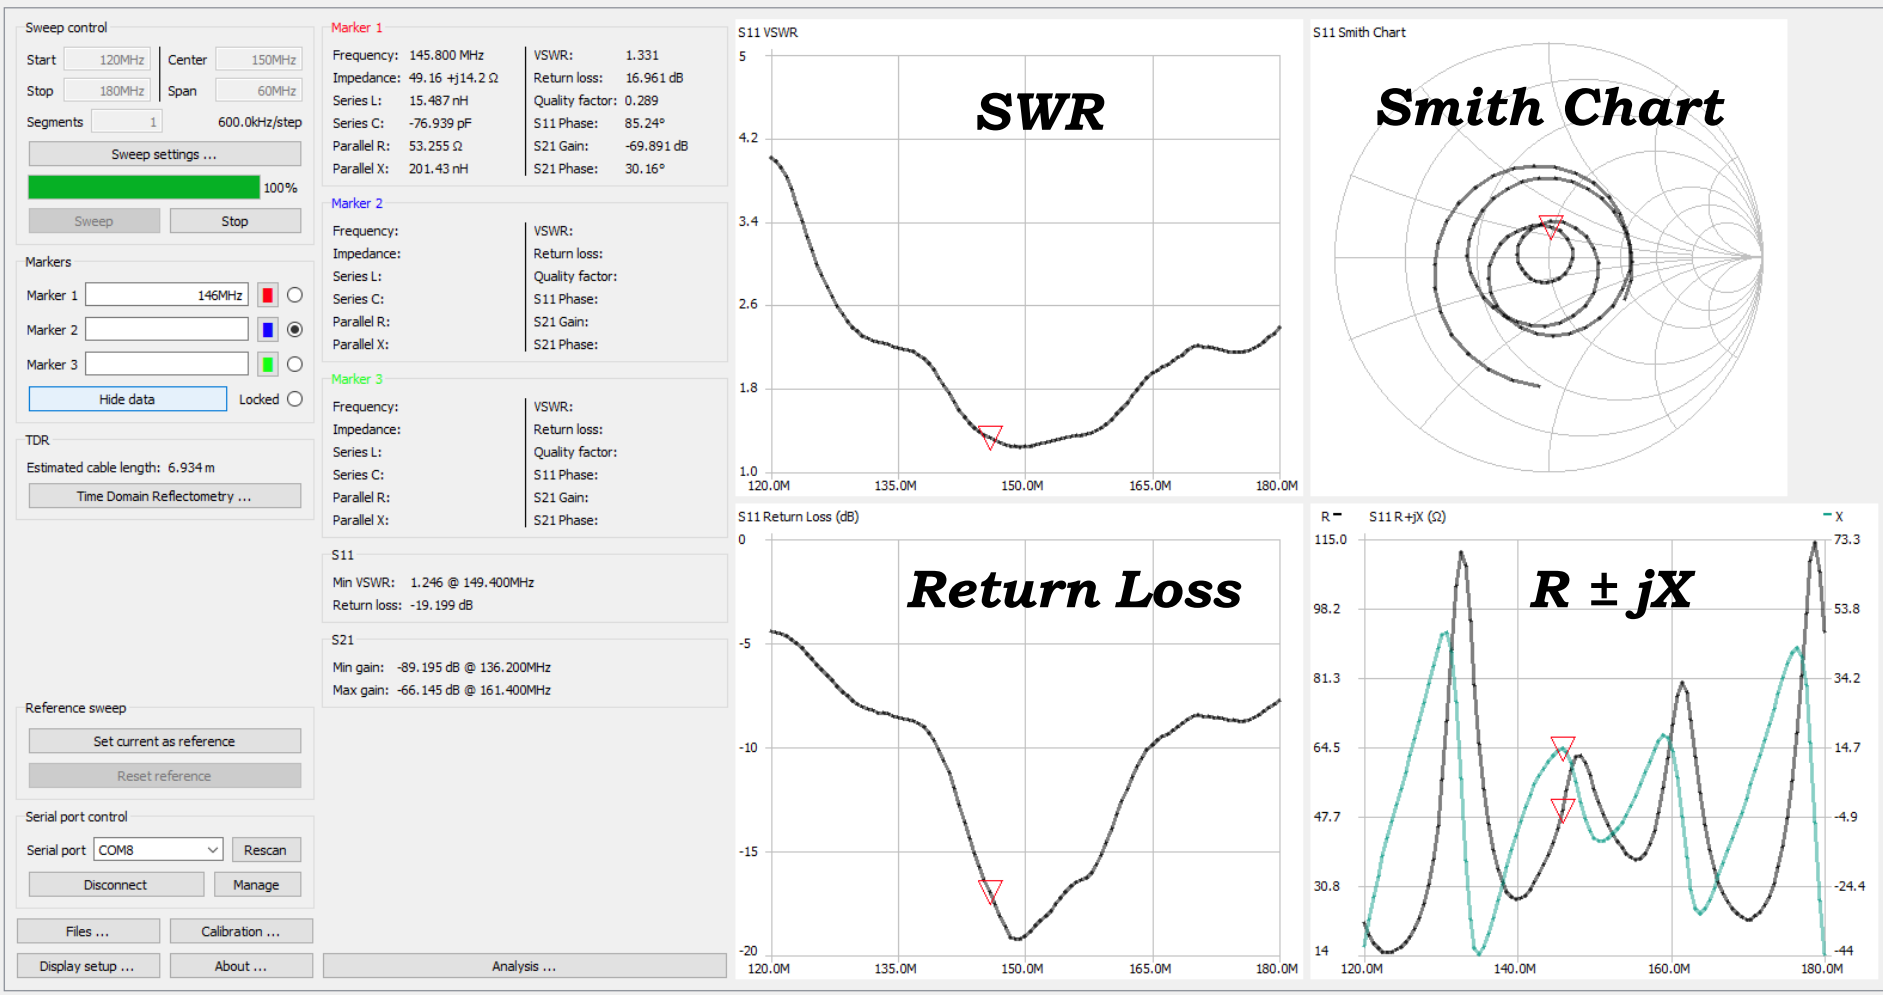 Sweep control
Start 120MHz Center 150MHz
Stop 180MHz Span 60MHz
Segments 1 600.0kHz/step
Sweep settings ...
100%
Sweep Stop
Markers
Marker 1 146MHz
Marker 2
Marker 3
Hide data Locked
TDR
Estimated cable length: 6.934 m
Time Domain Reflectometry ...
Reference sweep
Set current as reference
Reset reference
Serial port control
Serial port COM8 Rescan
Disconnect Manage
Files ... Calibration ...
Display setup ... About ...
Marker 1
Frequency: 145.800 MHz VSWR: 1.331
Impedance: 49.16 +j14.2 Ω Return loss: 16.961 dB
Series L: 15.487 nH Quality factor: 0.289
Series C: -76.939 pF S11 Phase: 85.24°
Parallel R: 53.255 Ω S21 Gain: -69.891 dB
Parallel X: 201.43 nH S21 Phase: 30.16°
Marker 2
Frequency: VSWR:
Impedance: Return loss:
Series L: Quality factor:
Series C: S11 Phase:
Parallel R: S21 Gain:
Parallel X: S21 Phase:
Marker 3
Frequency: VSWR:
Impedance: Return loss:
Series L: Quality factor:
Series C: S11 Phase:
Parallel R: S21 Gain:
Parallel X: S21 Phase:
S11
Min VSWR: 1.246 @ 149.400MHz
Return loss: -19.199 dB
S21
Min gain: -89.195 dB @ 136.200MHz
Max gain: -66.145 dB @ 161.400MHz
Analysis ...
S11 VSWR
SWR
5
4.2
3.4
2.6
1.8
1.0
120.0M 135.0M 150.0M 165.0M 180.0M
S11 Smith Chart
Smith Chart
S11 Return Loss (dB)
Return Loss
0
-5
-10
-15
-20
120.0M 135.0M 150.0M 165.0M 180.0M
R S11 R+jX (Ω) X
R ± jX
115.0 73.3
98.2 53.8
81.3 34.2
64.5 14.7
47.7 -4.9
30.8 -24.4
14 -44
120.0M 140.0M 160.0M 180.0M